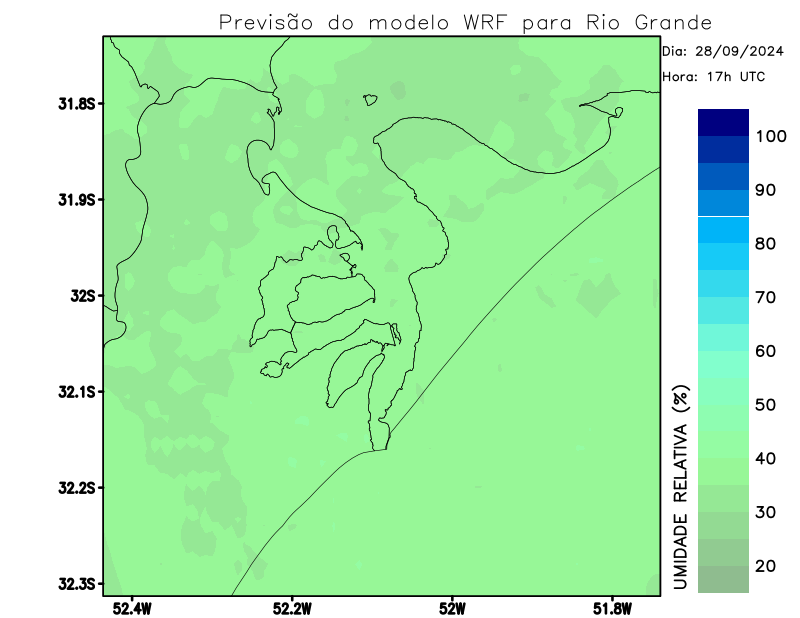 Previsão do modelo WRF para Rio Grande
Dia: 28/09/2024
Hora: 17h UTC
31.8S
31.9S
32S
32.1S
32.2S
32.3S
52.4W
52.2W
52W
51.8W
100
90
80
70
60
50
40
30
20
UMIDADE RELATIVA (%)